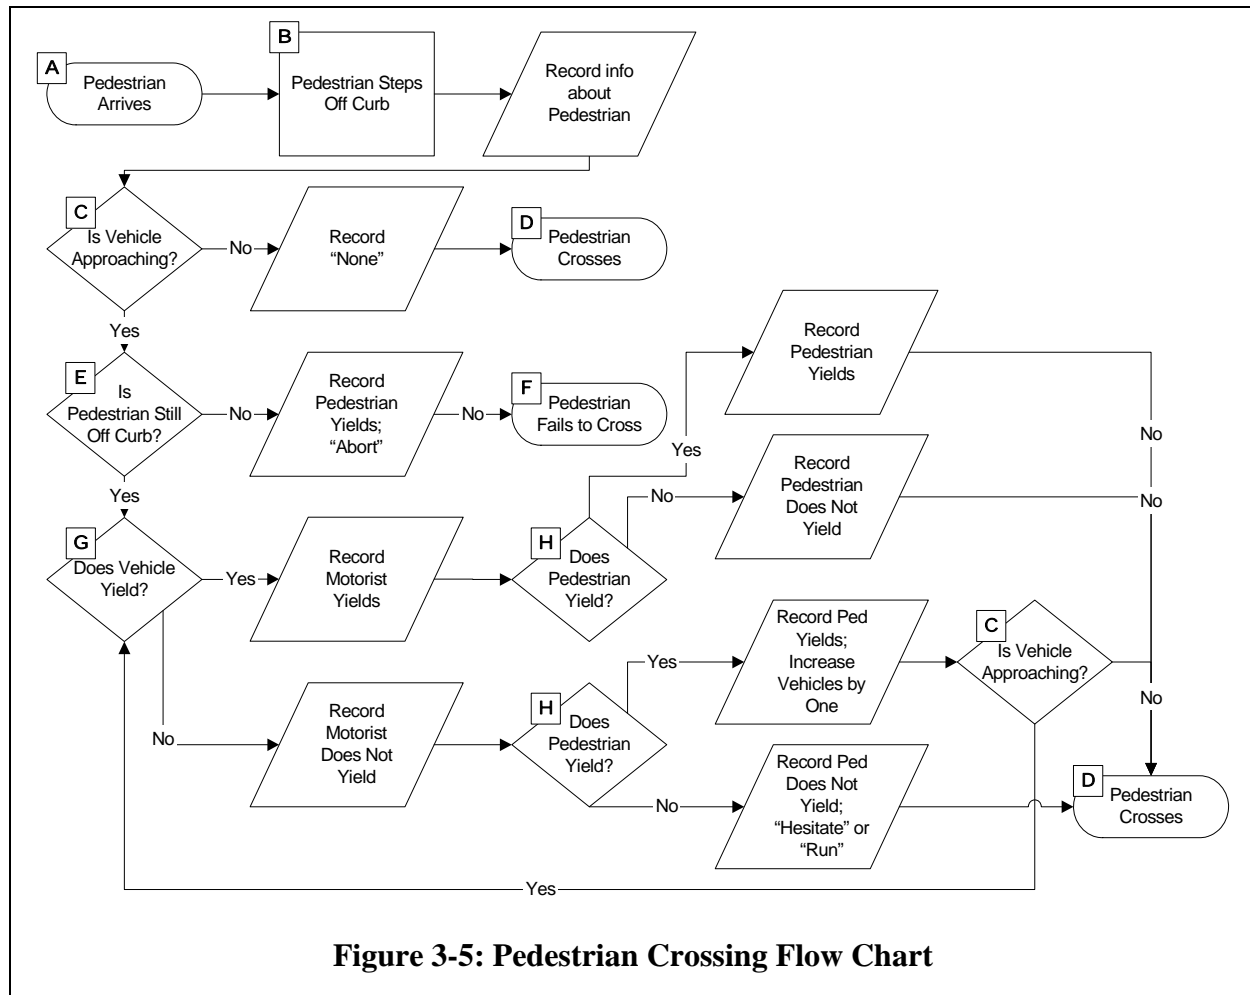 A
Pedestrian
Arrives
B
Pedestrian Steps
Off Curb
Record info
about
Pedestrian
C
Is Vehicle
Approaching?
No
Record
“None”
D
Pedestrian
Crosses
Yes
E
Is
Pedestrian Still
Off Curb?
No
Record
Pedestrian
Yields;
“Abort”
No
F
Pedestrian
Fails to Cross
Yes
G
Does Vehicle
Yield?
Yes
Record
Motorist
Yields
H
Does
Pedestrian
Yield?
Yes
Record
Pedestrian
Yields
No
No
Record
Pedestrian
Does Not
Yield
No
No
Record
Motorist
Does Not
Yield
H
Does
Pedestrian
Yield?
Yes
Record Ped
Yields;
Increase
Vehicles by
One
C
Is Vehicle
Approaching?
No
No
Record Ped
Does Not
Yield;
“Hesitate” or
“Run”
D
Pedestrian
Crosses
Yes
Figure 3-5: Pedestrian Crossing Flow Chart